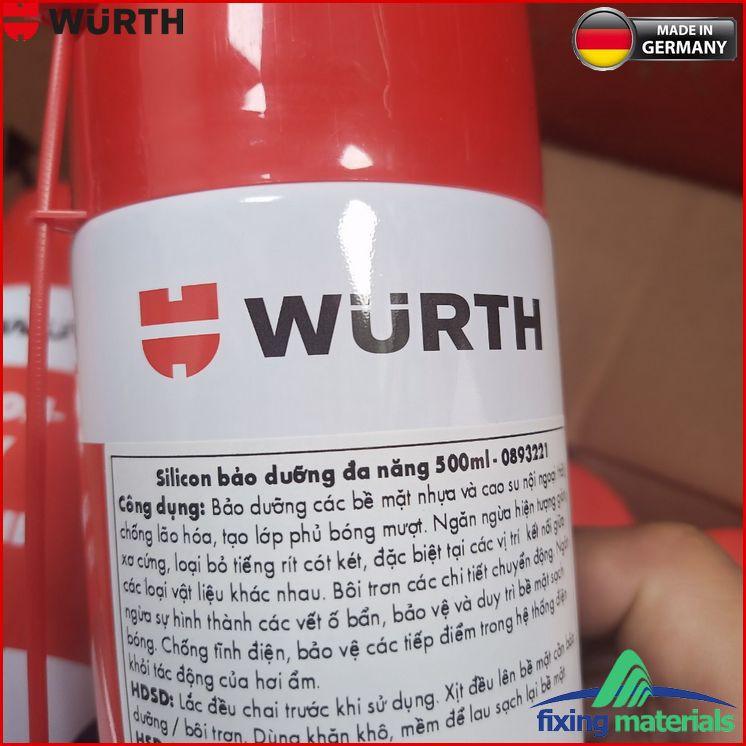 WÜRTH
MADE IN
GERMANY
WÜRTH
Silicon bảo dưỡng đa năng 500ml - 0893221
Công dụng: Bảo dưỡng các bề mặt nhựa và cao su nội ngoại
chống lão hóa, tạo lớp phủ bóng mượt. Ngăn ngừa hiện tượng
xơ cứng, loại bỏ tiếng rít cót két, đặc biệt tại các vị trí kết nối giữa
các loại vật liệu khác nhau. Bôi trơn các chi tiết chuyển động. Ngăn
ngừa sự hình thành các vết ố bẩn, bảo vệ và duy trì bề mặt sạch
bóng. Chống tĩnh điện, bảo vệ các tiếp điểm trong hệ thống điện
khỏi tác động của hơi ẩm.
HDSD: Lắc đều chai trước khi sử dụng. Xịt đều lên bề mặt cần bảo
dưỡng / bôi trơn. Dùng khăn khô, mềm để lau sạch lại bề mặt
fixing materials